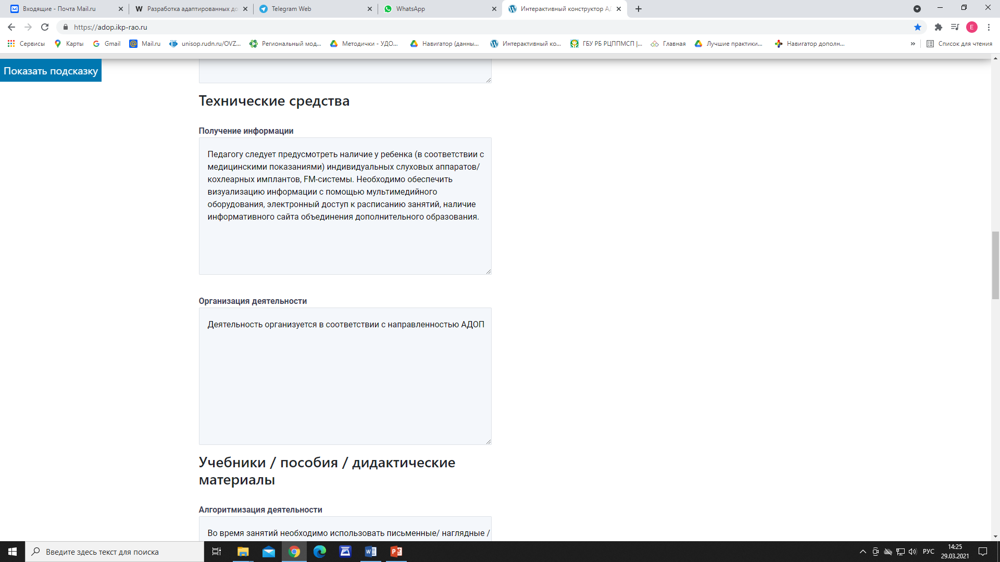 Входящие - Почта Mail.ru
Разработка адаптированных до
Telegram Web
WhatsApp
Интерактивный конструктор АД
https://adop.ikp-rao.ru
E
Сервисы
Карты
Gmail
Mail.ru
unisop.rudn.ru/OVZ...
Региональный мод...
Методички - УДО...
Навигатор (данны...
Интерактивный ко...
ГБУ РБ РЦППМСП |...
Главная
Лучшие практики...
Навигатор дополн...
»
Список для чтения
Показать подсказку
Технические средства
Получение информации
Педагогу следует предусмотреть наличие у ребенка (в соответствии с
медицинскими показаниями) индивидуальных слуховых аппаратов/
кохлеарных имплантов, FM-системы. Необходимо обеспечить
визуализацию информации с помощью мультимедийного
оборудования, электронный доступ к расписанию занятий, наличие
информативного сайта объединения дополнительного образования.
Организация деятельности
Деятельность организуется в соответствии с направленностью АДОП
Учебники / пособия / дидактические
материалы
Алгоритмизация деятельности
Во время занятий необходимо использовать письменные/ наглядные /
Введите здесь текст для поиска
РУС
14:25
29.03.2021